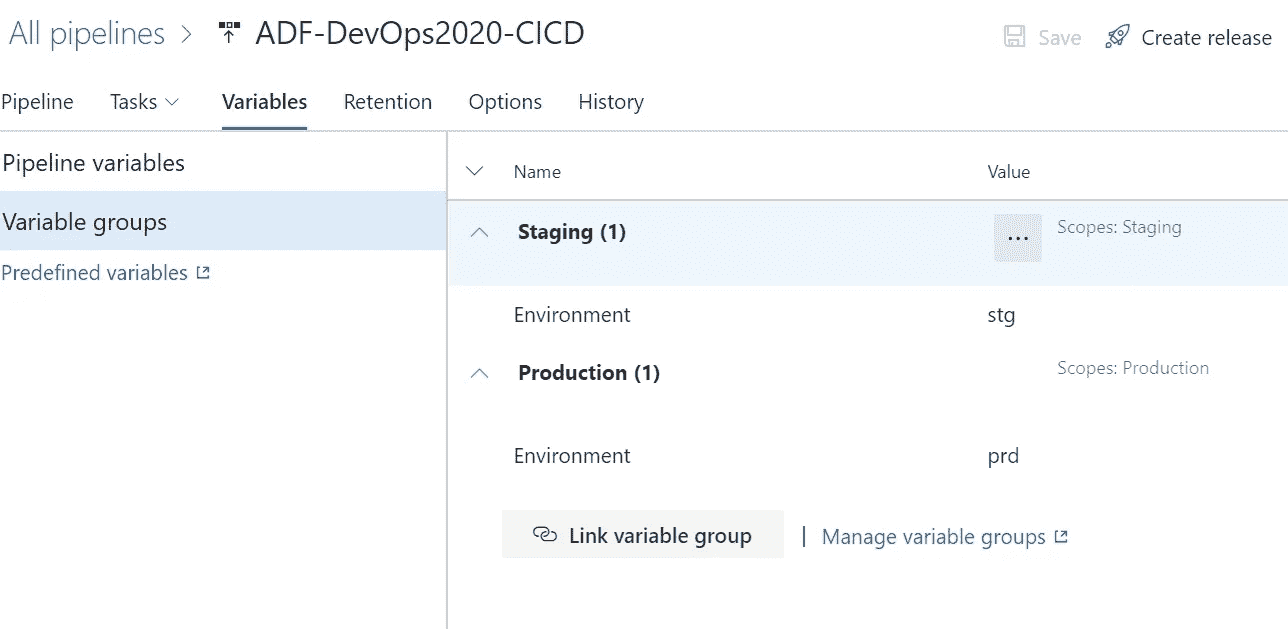 All pipelines > ADF-DevOps2020-CICD
Save Create release
Pipeline Tasks Variables Retention Options History
Pipeline variables
Variable groups
Predefined variables
Name Value
Staging (1) ... Scopes: Staging
Environment stg
Production (1) Scopes: Production
Environment prd
Link variable group | Manage variable groups